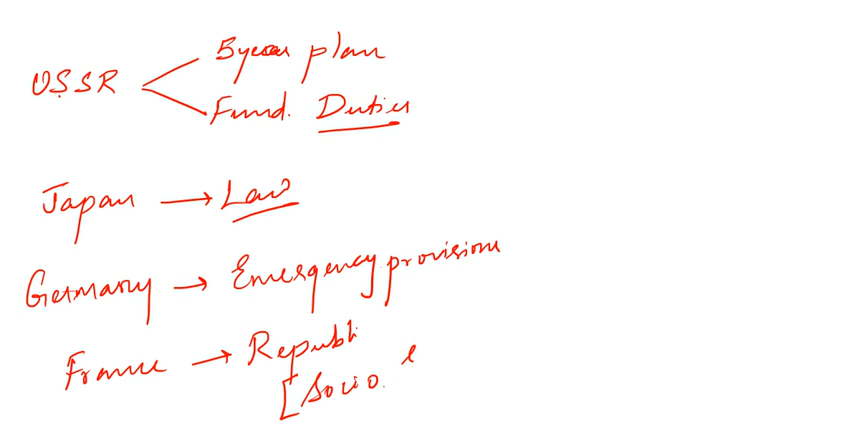 5 year plan
USSR
Fund. Duties
Japan → Law
Germany → Emergency provisions
France → Republi
[Socio. e